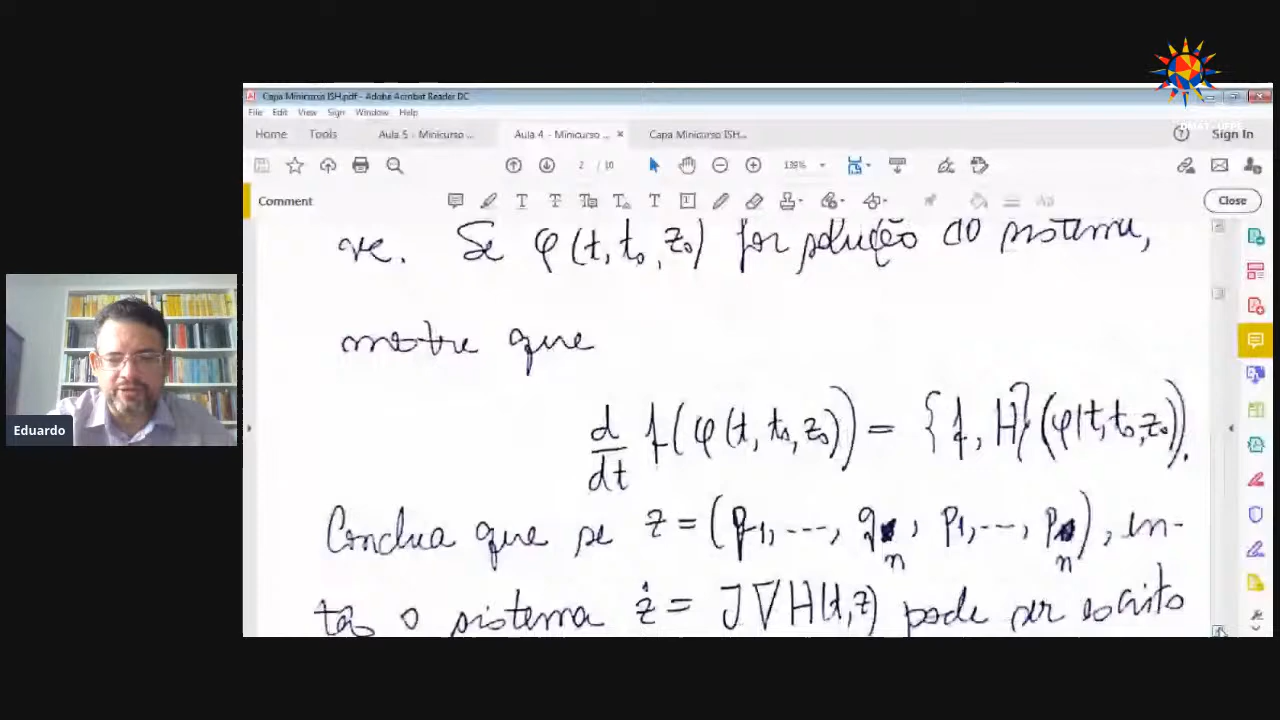 Capa Minicurso ISH.pdf - Adobe Acrobat Reader DC
File Edit View Sign Window Help
Home Tools Aula 5 - Minicurso ... Aula 4 - Minicurso ... × Capa Minicurso ISH...
Sign In
2 / 10 139%
Comment
Close
ve. Se φ(t, t₀, z₀) for solução do sistema,
mostre que
d/dt f(φ(t, t₀, z₀)) = {f, H}(φ(t, t₀, z₀)).
Conclua que se z = (q₁, ..., qₙ, p₁, ..., pₙ), en-
tão o sistema ż = J∇H(t, z) pode ser escrito
Eduardo